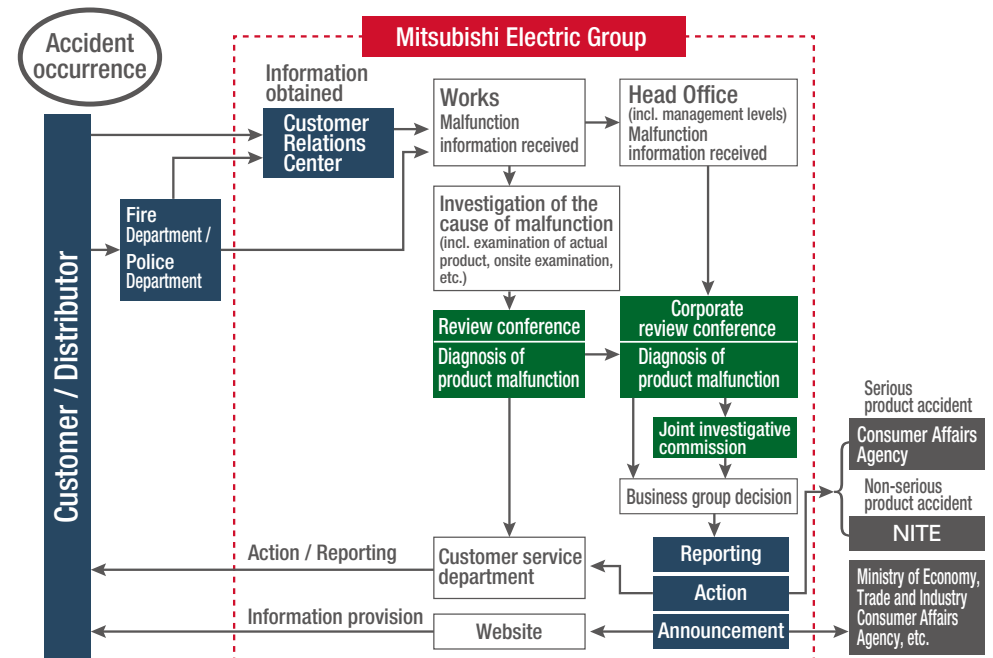 Accident
occurrence
Mitsubishi Electric Group
Information
obtained
Customer
Relations
Center
Works
Malfunction
information received
Head Office
(incl. management levels)
Malfunction
information received
Customer / Distributor
Fire
Department /
Police
Department
Investigation of the
cause of malfunction
(incl. examination of actual
product, onsite examination,
etc.)
Review conference
Diagnosis of
product malfunction
Corporate
review conference
Diagnosis of
product malfunction
Joint investigative
commission
Business group decision
Serious
product accident
Consumer Affairs
Agency
Non-serious
product accident
NITE
Reporting
Action
Announcement
Action / Reporting
Customer service
department
Information provision
Website
Ministry of Economy,
Trade and Industry
Consumer Affairs
Agency, etc.